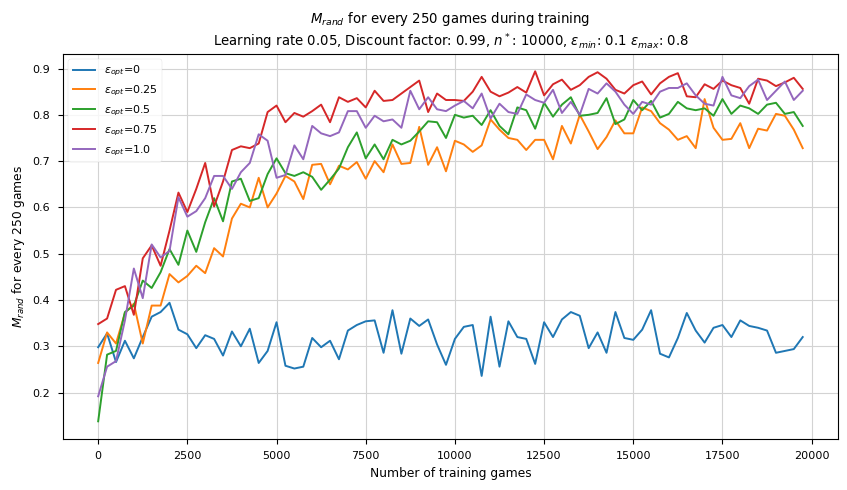 M_rand for every 250 games during training
Learning rate 0.05, Discount factor: 0.99, n*: 10000, ε_min: 0.1 ε_max: 0.8
0.9
0.8
0.7
0.6
0.5
0.4
0.3
0.2
M_rand for every 250 games
ε_opt=0
ε_opt=0.25
ε_opt=0.5
ε_opt=0.75
ε_opt=1.0
0 2500 5000 7500 10000 12500 15000 17500 20000
Number of training games